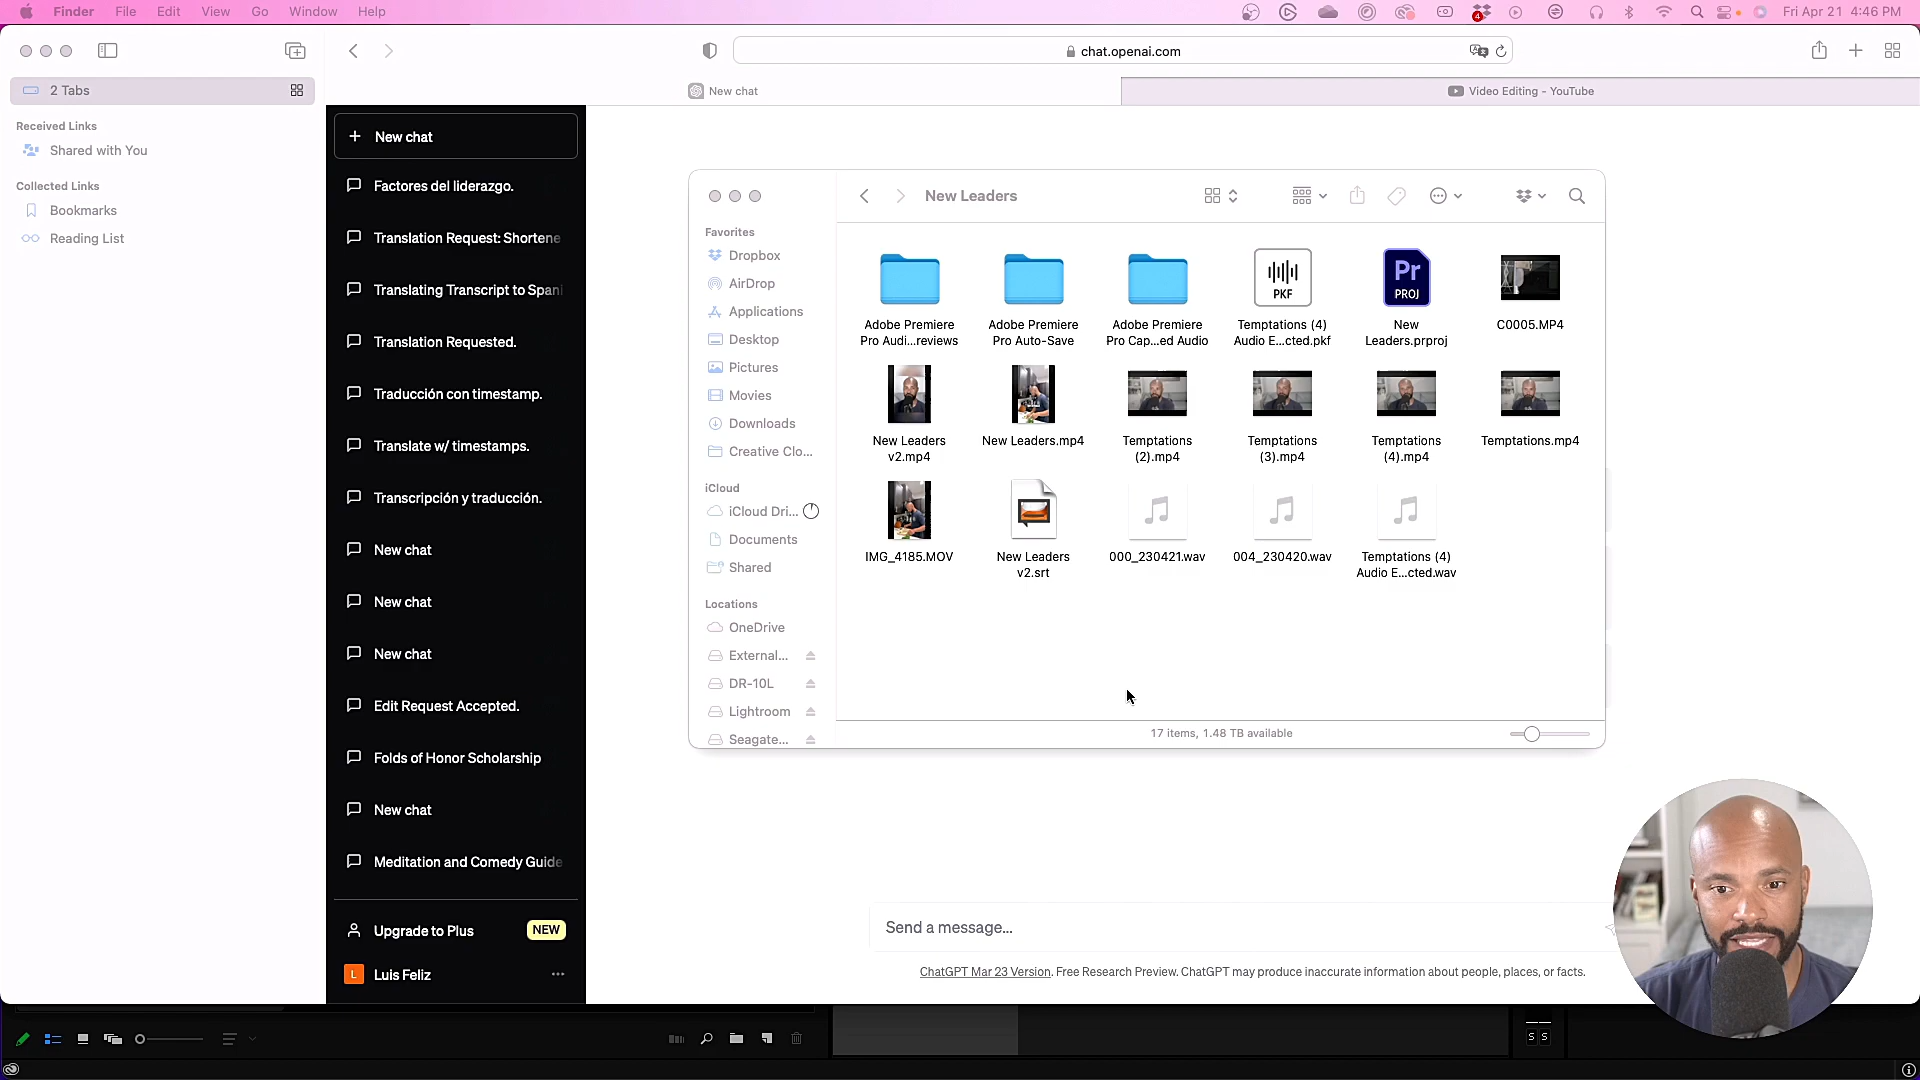 Finder File Edit View Go Window Help
4
Fri Apr 21 4:46 PM
chat.openai.com
2 Tabs
New chat
Video Editing - YouTube
Received Links
Shared with You
Collected Links
Bookmarks
Reading List
New chat
Factores del liderazgo.
Translation Request: Shortene
Translating Transcript to Spani
Translation Requested.
Traducción con timestamp.
Translate w/ timestamps.
Transcripción y traducción.
New chat
New chat
New chat
Edit Request Accepted.
Folds of Honor Scholarship
New chat
Meditation and Comedy Guide
Upgrade to Plus
NEW
L
Luis Feliz
New Leaders
Favorites
Dropbox
AirDrop
Applications
Desktop
Pictures
Movies
Downloads
Creative Clo...
iCloud
iCloud Dri...
Documents
Shared
Locations
OneDrive
External...
DR-10L
Lightroom
Seagate...
PKF
Pr
PROJ
Adobe Premiere
Pro Audi...reviews
Adobe Premiere
Pro Auto-Save
Adobe Premiere
Pro Cap...ed Audio
Temptations (4)
Audio E...cted.pkf
New
Leaders.prproj
C0005.MP4
New Leaders
v2.mp4
New Leaders.mp4
Temptations
(2).mp4
Temptations
(3).mp4
Temptations
(4).mp4
Temptations.mp4
IMG_4185.MOV
New Leaders
v2.srt
000_230421.wav
004_230420.wav
Temptations (4)
Audio E...cted.wav
17 items, 1.48 TB available
Send a message...
ChatGPT Mar 23 Version. Free Research Preview. ChatGPT may produce inaccurate information about people, places, or facts.
S S